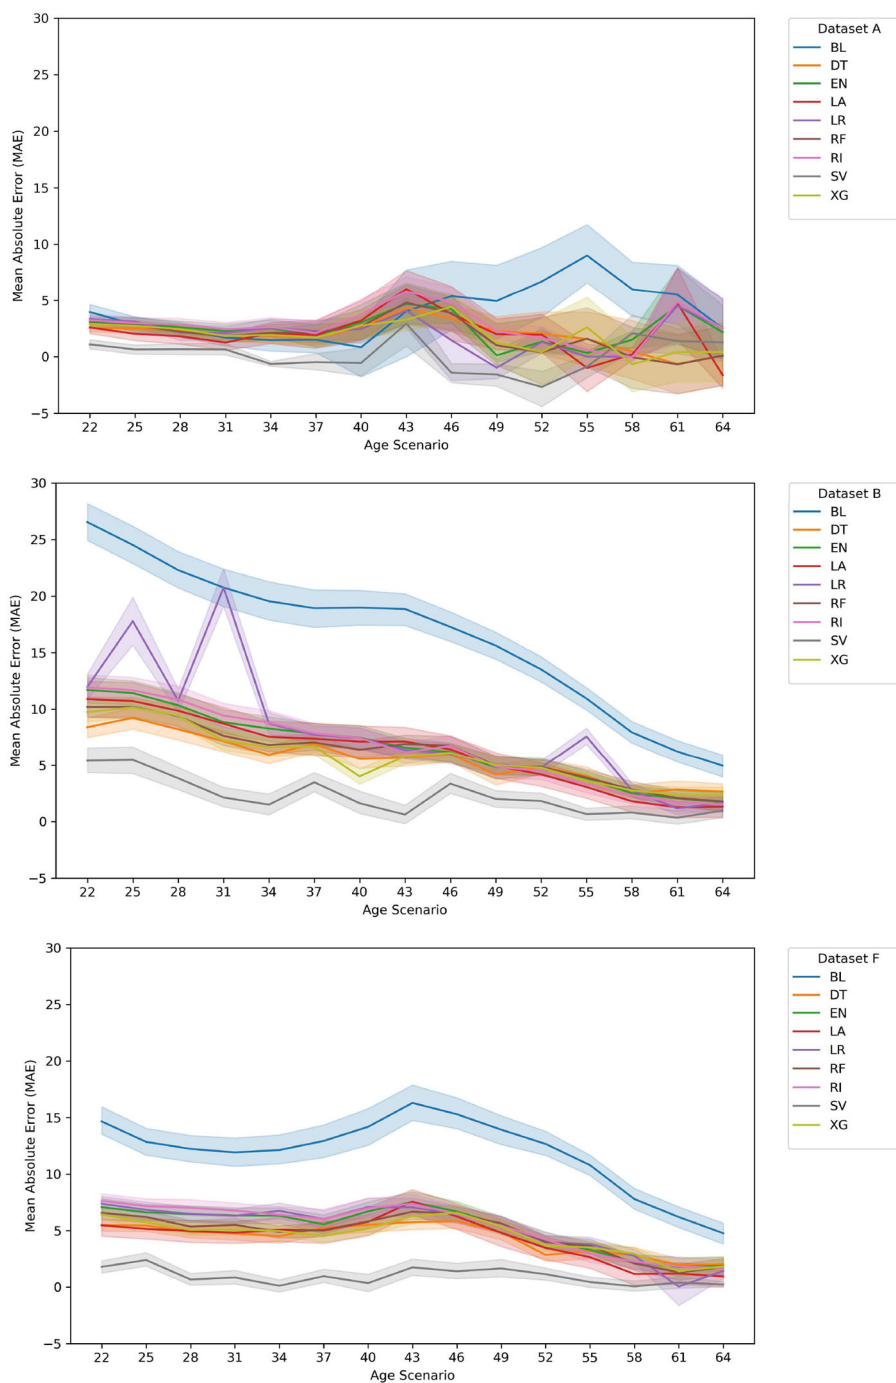 30
25
20
15
10
5
0
−5
Mean Absolute Error (MAE)
22 25 28 31 34 37 40 43 46 49 52 55 58 61 64
Age Scenario
Dataset A
BL
DT
EN
LA
LR
RF
RI
SV
XG
30
25
20
15
10
5
0
−5
Mean Absolute Error (MAE)
22 25 28 31 34 37 40 43 46 49 52 55 58 61 64
Age Scenario
Dataset B
BL
DT
EN
LA
LR
RF
RI
SV
XG
30
25
20
15
10
5
0
−5
Mean Absolute Error (MAE)
22 25 28 31 34 37 40 43 46 49 52 55 58 61 64
Age Scenario
Dataset F
BL
DT
EN
LA
LR
RF
RI
SV
XG